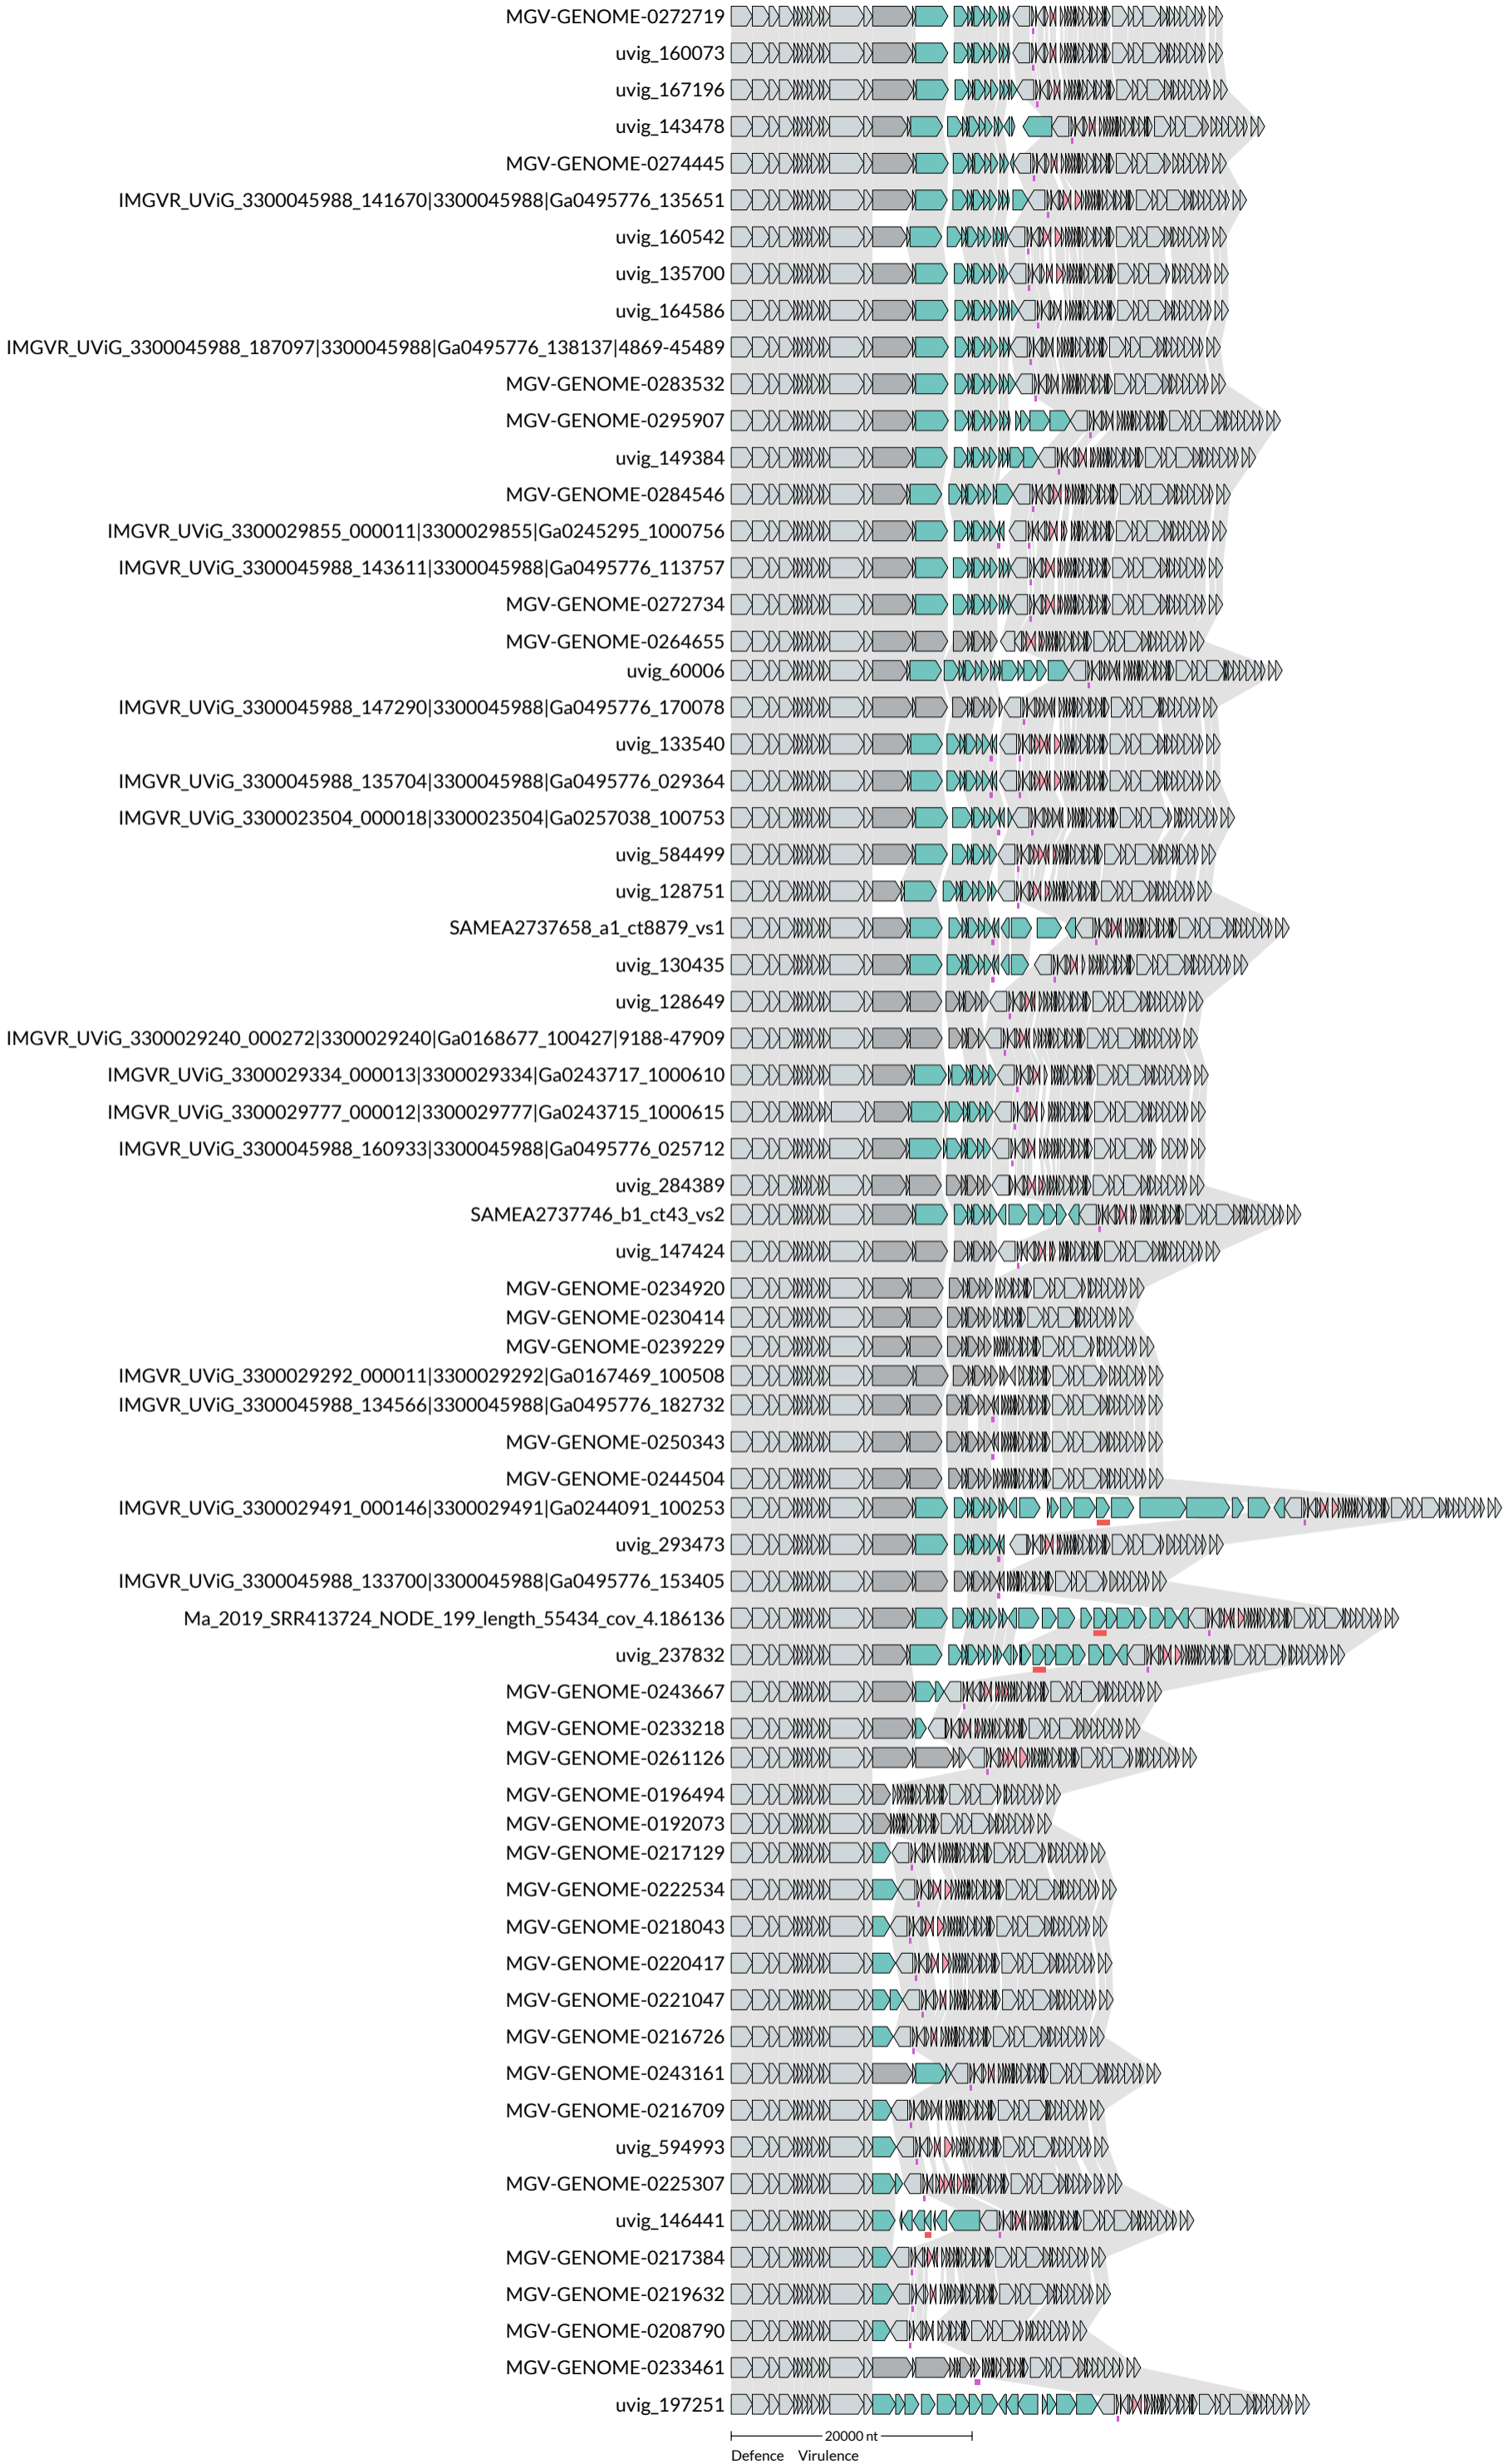 MGV-GENOME-0272719
uvig_160073
uvig_167196
uvig_143478
MGV-GENOME-0274445
IMGVR_UViG_3300045988_141670|3300045988|Ga0495776_135651
uvig_160542
uvig_135700
uvig_164586
IMGVR_UViG_3300045988_187097|3300045988|Ga0495776_138137|4869-45489
MGV-GENOME-0283532
MGV-GENOME-0295907
uvig_149384
MGV-GENOME-0284546
IMGVR_UViG_3300029855_000011|3300029855|Ga0245295_1000756
IMGVR_UViG_3300045988_143611|3300045988|Ga0495776_113757
MGV-GENOME-0272734
MGV-GENOME-0264655
uvig_60006
IMGVR_UViG_3300045988_147290|3300045988|Ga0495776_170078
uvig_133540
IMGVR_UViG_3300045988_135704|3300045988|Ga0495776_029364
IMGVR_UViG_3300023504_000018|3300023504|Ga0257038_100753
uvig_584499
uvig_128751
SAMEA2737658_a1_ct8879_vs1
uvig_130435
uvig_128649
IMGVR_UViG_3300029240_000272|3300029240|Ga0168677_100427|9188-47909
IMGVR_UViG_3300029334_000013|3300029334|Ga0243717_1000610
IMGVR_UViG_3300029777_000012|3300029777|Ga0243715_1000615
IMGVR_UViG_3300045988_160933|3300045988|Ga0495776_025712
uvig_284389
SAMEA2737746_b1_ct43_vs2
uvig_147424
MGV-GENOME-0234920
MGV-GENOME-0230414
MGV-GENOME-0239229
IMGVR_UViG_3300029292_000011|3300029292|Ga0167469_100508
IMGVR_UViG_3300045988_134566|3300045988|Ga0495776_182732
MGV-GENOME-0250343
MGV-GENOME-0244504
IMGVR_UViG_3300029491_000146|3300029491|Ga0244091_100253
uvig_293473
IMGVR_UViG_3300045988_133700|3300045988|Ga0495776_153405
Ma_2019_SRR413724_NODE_199_length_55434_cov_4.186136
uvig_237832
MGV-GENOME-0243667
MGV-GENOME-0233218
MGV-GENOME-0261126
MGV-GENOME-0196494
MGV-GENOME-0192073
MGV-GENOME-0217129
MGV-GENOME-0222534
MGV-GENOME-0218043
MGV-GENOME-0220417
MGV-GENOME-0221047
MGV-GENOME-0216726
MGV-GENOME-0243161
MGV-GENOME-0216709
uvig_594993
MGV-GENOME-0225307
uvig_146441
MGV-GENOME-0217384
MGV-GENOME-0219632
MGV-GENOME-0208790
MGV-GENOME-0233461
uvig_197251
20000 nt
Defence Virulence